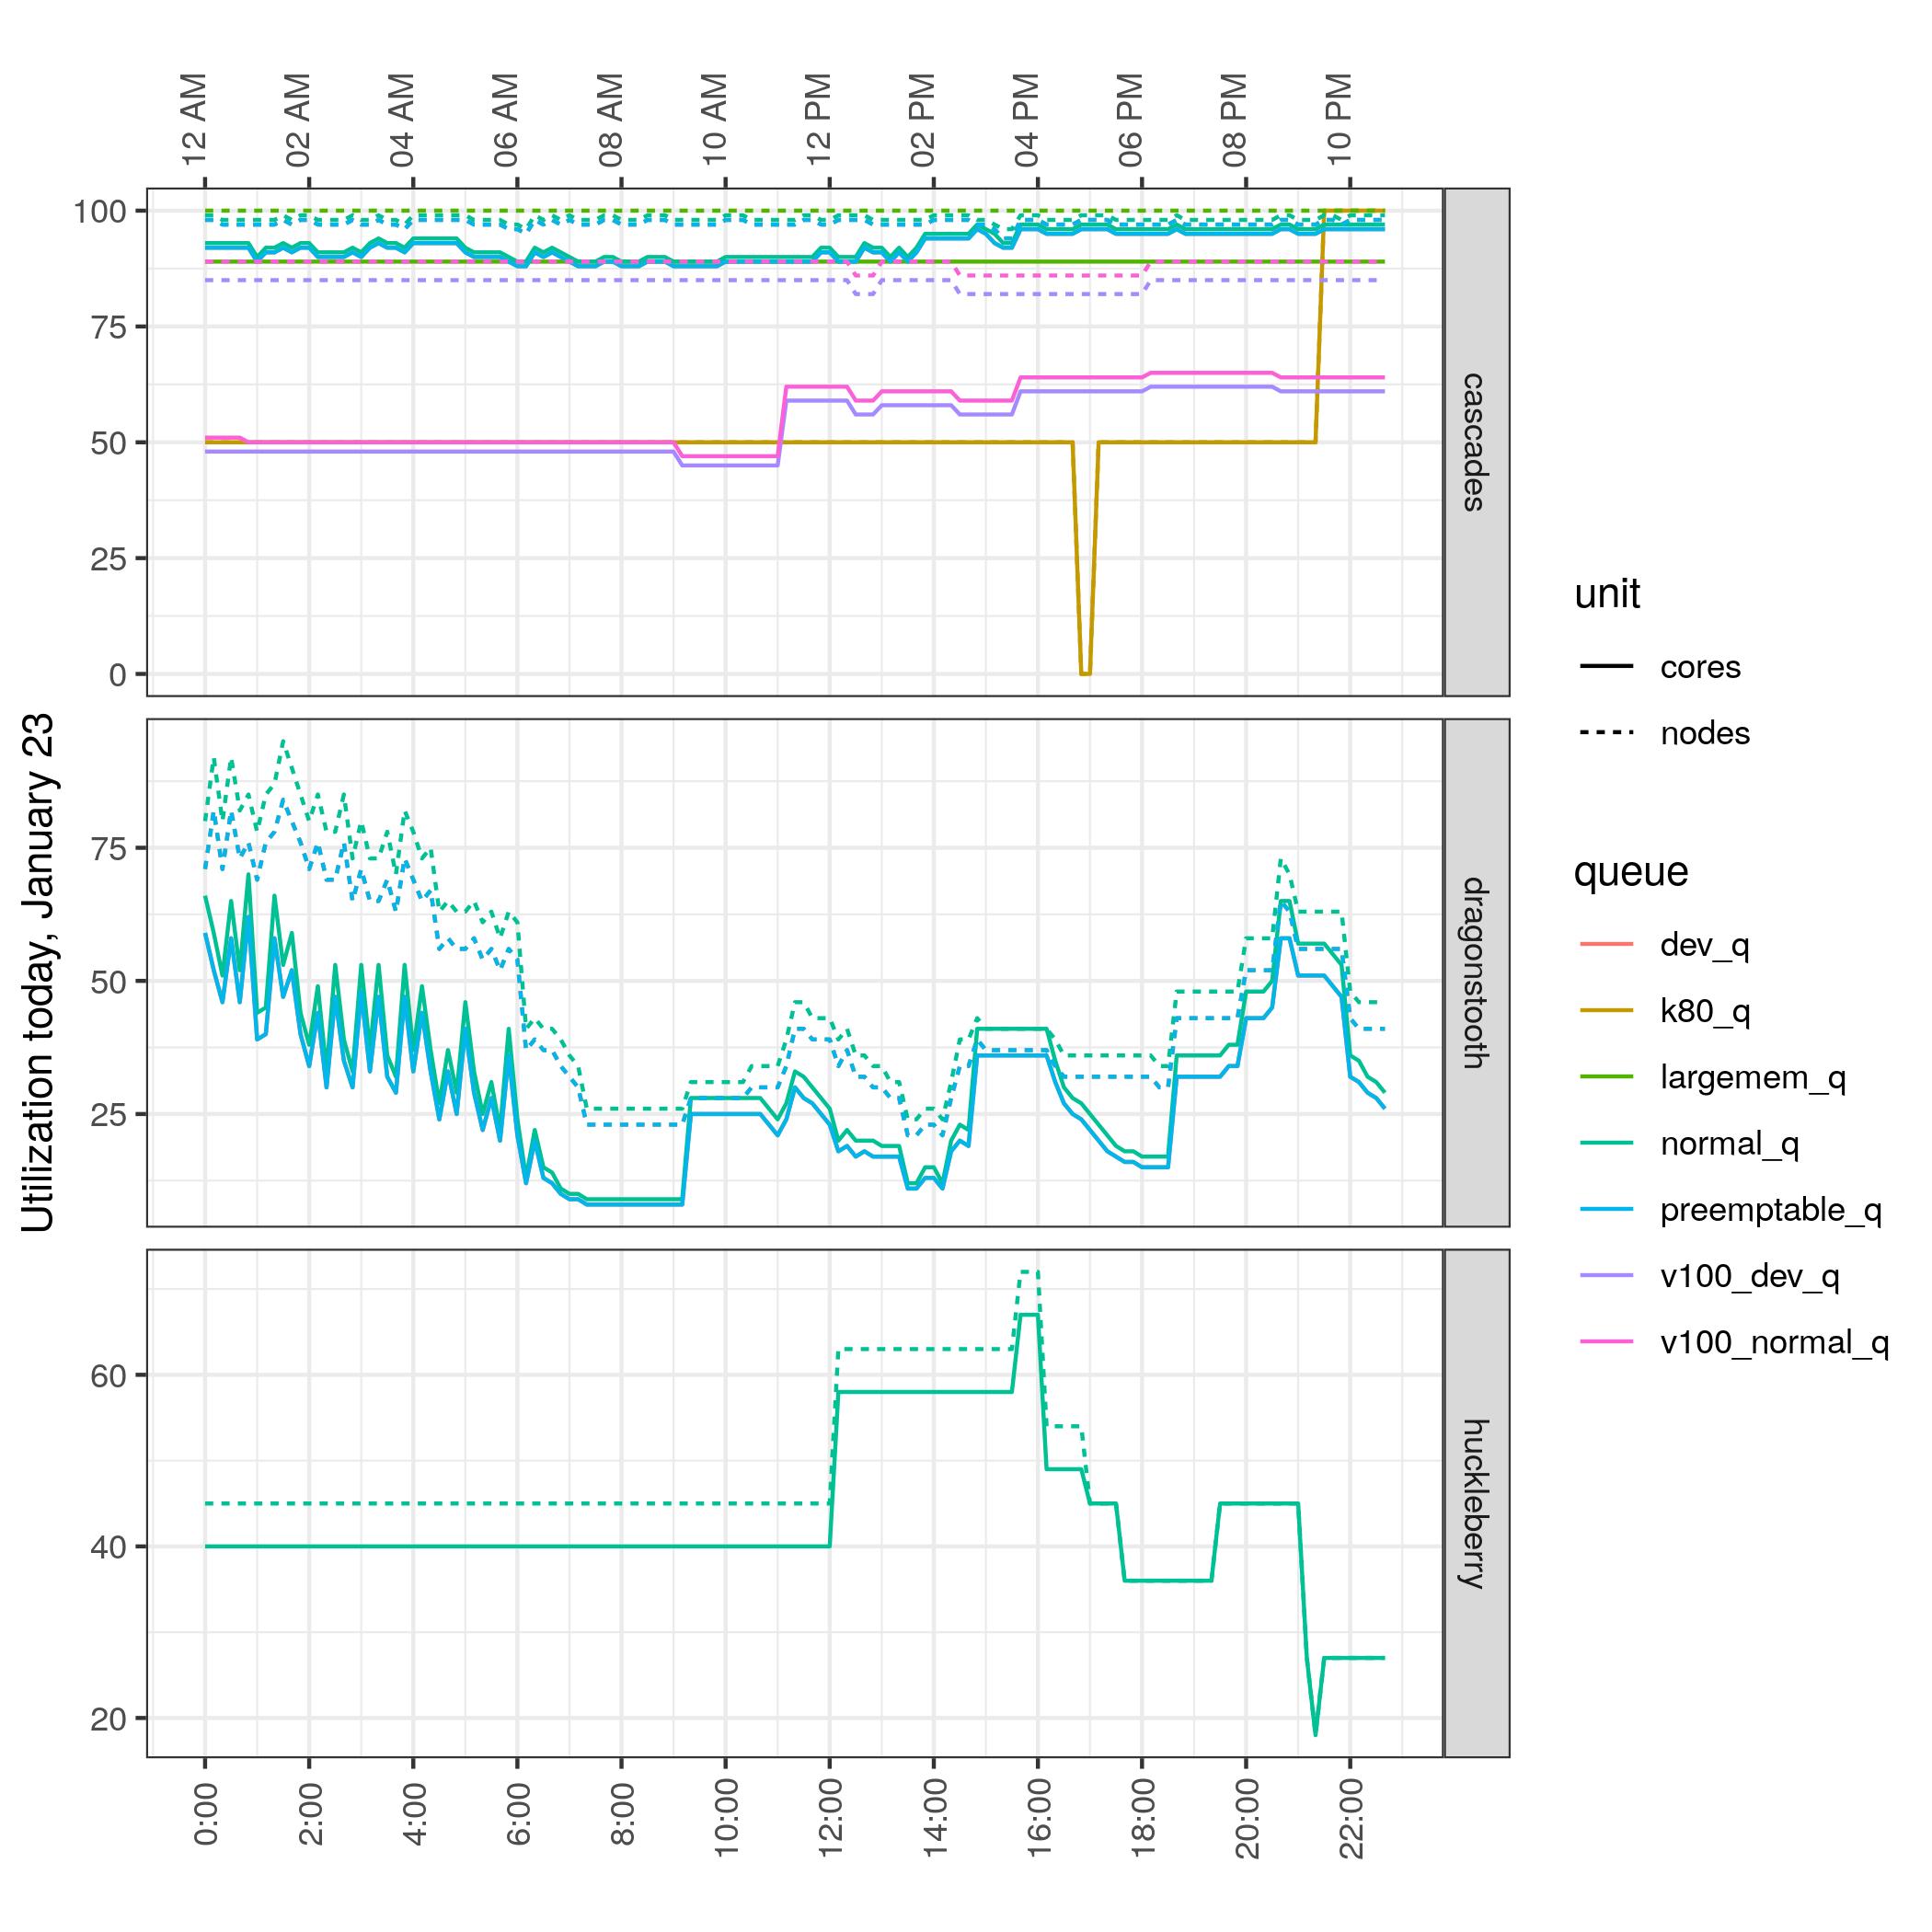 12 AM
02 AM
04 AM
06 AM
08 AM
10 AM
12 PM
02 PM
04 PM
06 PM
08 PM
10 PM
Utilization today, January 23
100
75
50
25
0
cascades
75
50
25
dragonstooth
60
40
20
huckleberry
0:00
2:00
4:00
6:00
8:00
10:00
12:00
14:00
16:00
18:00
20:00
22:00
unit
cores
nodes
queue
dev_q
k80_q
largemem_q
normal_q
preemptable_q
v100_dev_q
v100_normal_q